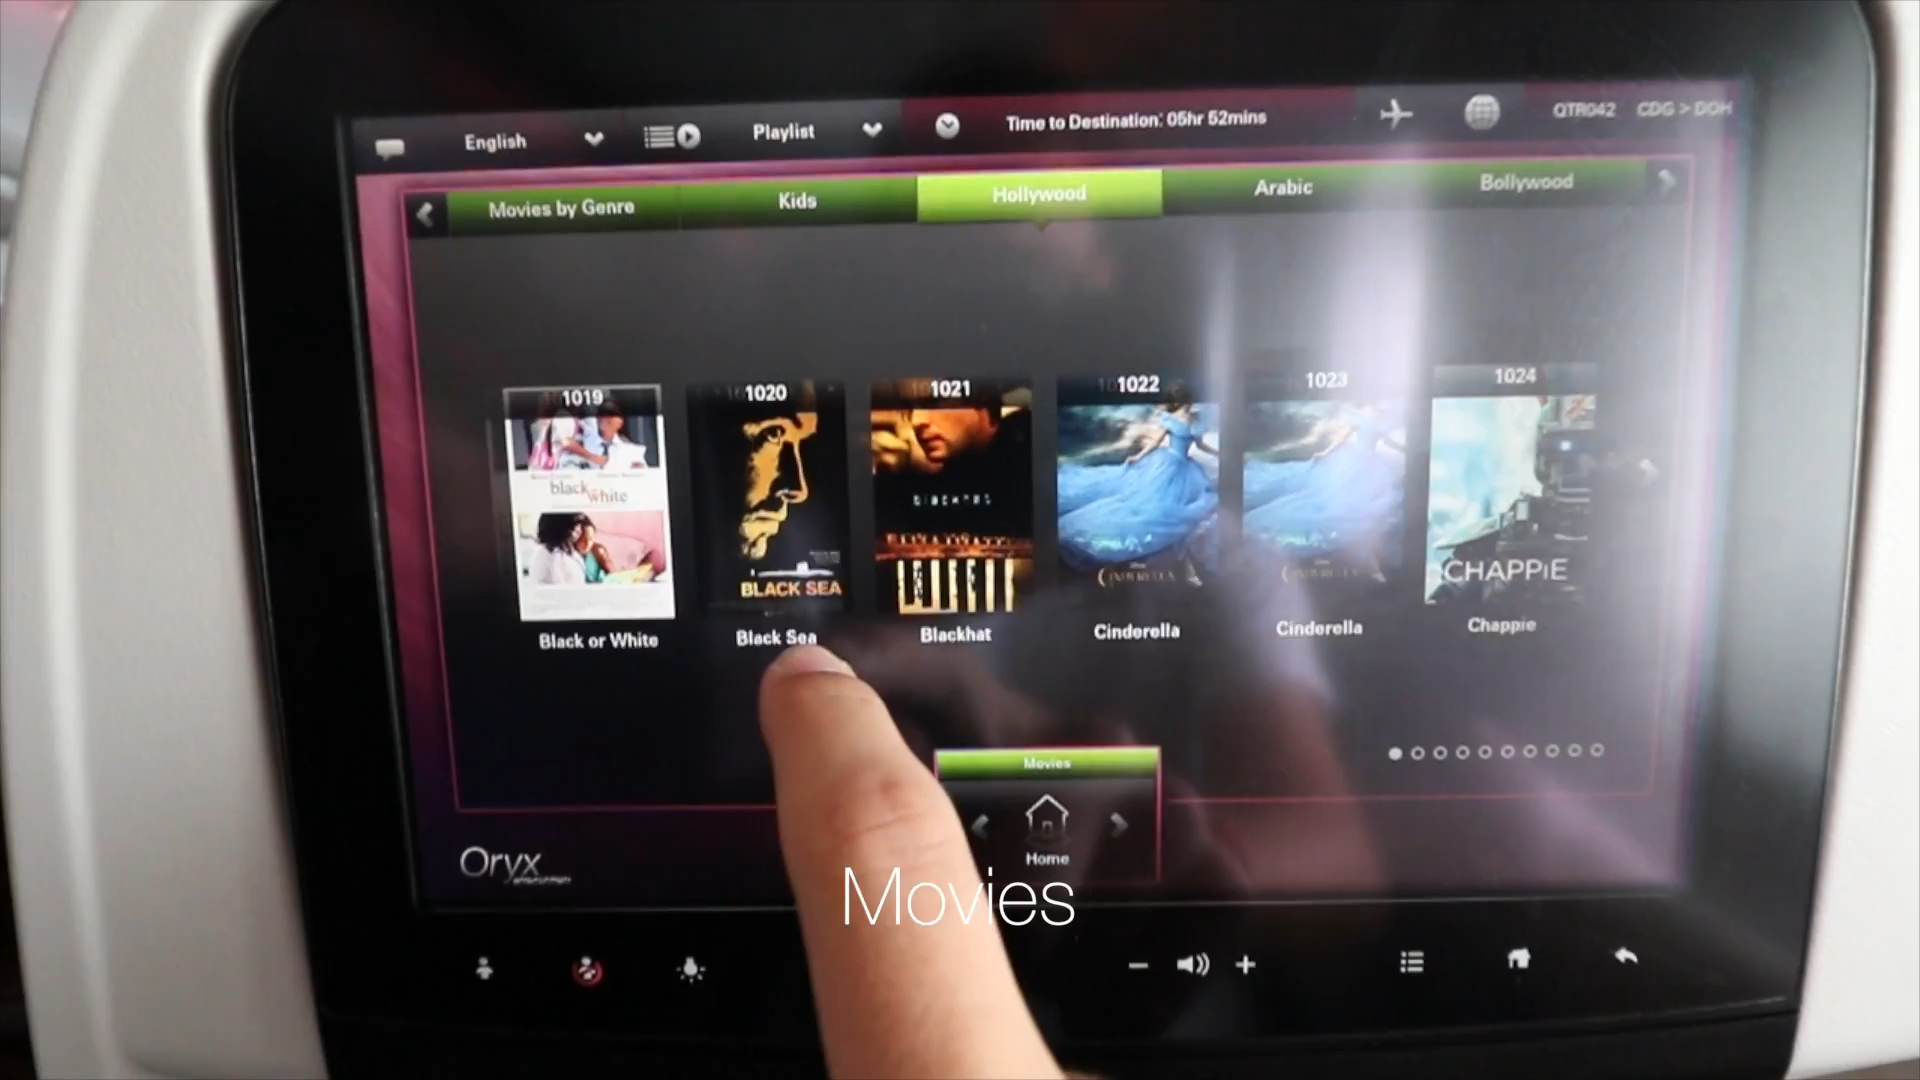 English
Playlist
Time to Destination: 05hr 52mins
QTR042
CDG > DOH
Movies by Genre
Kids
Hollywood
Arabic
Bollywood
1019
1020
1021
1022
1023
1024
black
white
BLACK SEA
blackhat
CINDERELLA
CINDERELLA
CHAPPiE
Black or White
Black Sea
Blackhat
Cinderella
Cinderella
Chappie
Movies
Home
Oryx
Movies